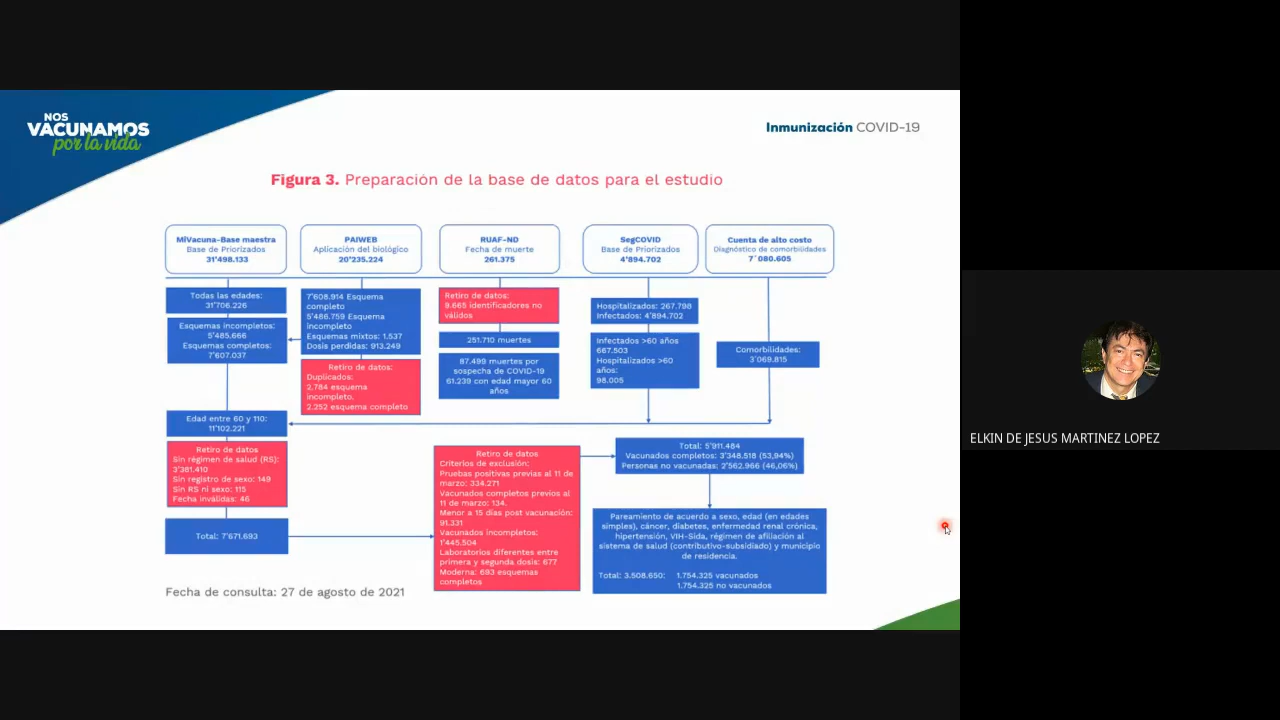 NOS
VACUNAMOS
por la vida
Inmunización COVID-19
Figura 3. Preparación de la base de datos para el estudio
MiVacuna-Base maestra
Base de Priorizados
31'498.133
PAIWEB
Aplicación del biológico
20'235.224
RUAF-ND
Fecha de muerte
261.375
SegCOVID
Base de Priorizados
4'894.702
Cuenta de alto costo
Diagnóstico de comorbilidades
7´080.605
Todas las edades:
31'706.226
Esquemas incompletos:
5'485.666
Esquemas completos:
7'607.037
7'608.914 Esquema
completo
5'486.759 Esquema
incompleto
Esquemas mixtos: 1.537
Dosis perdidas: 913.249
Retiro de datos:
Duplicados:
2.784 esquema
incompleto.
2.252 esquema completo
Retiro de datos:
9.665 identificadores no
válidos
251.710 muertes
87.499 muertes por
sospecha de COVID-19
61.239 con edad mayor 60
años
Hospitalizados: 267.798
Infectados: 4'894.702
Infectados >60 años
667.503
Hospitalizados >60
años:
98.005
Comorbilidades:
3'069.815
Edad entre 60 y 110:
11'102.221
Retiro de datos
Sin régimen de salud (RS):
3'381.410
Sin registro de sexo: 149
Sin RS ni sexo: 115
Fecha inválidas: 46
Total: 7'671.693
Retiro de datos
Criterios de exclusión:
Pruebas positivas previas al 11 de
marzo: 334.271
Vacunados completos previos al
11 de marzo: 134.
Menor a 15 días post vacunación:
91.331
Vacunados incompletos:
1'445.504
Laboratorios diferentes entre
primera y segunda dosis: 677
Moderna: 693 esquemas
completos
Total: 5'911.484
Vacunados completos: 3'348.518 (53,94%)
Personas no vacunadas: 2'562.966 (46,06%)
Pareamiento de acuerdo a sexo, edad (en edades
simples), cáncer, diabetes, enfermedad renal crónica,
hipertensión, VIH-Sida, régimen de afiliación al
sistema de salud (contributivo-subsidiado) y municipio
de residencia.
Total: 3.508.650: 1.754.325 vacunados
1.754.325 no vacunados
Fecha de consulta: 27 de agosto de 2021
ELKIN DE JESUS MARTINEZ LOPEZ